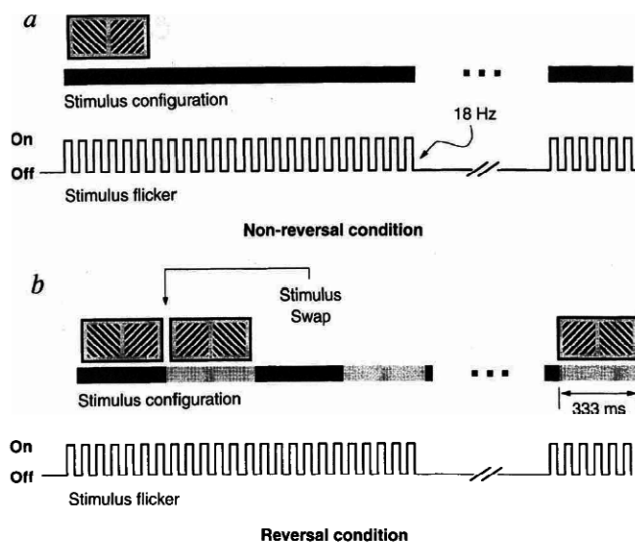 a
Stimulus configuration
18 Hz
On
Off
Stimulus flicker
Non-reversal condition
b
Stimulus
Swap
Stimulus configuration
333 ms
On
Off
Stimulus flicker
Reversal condition